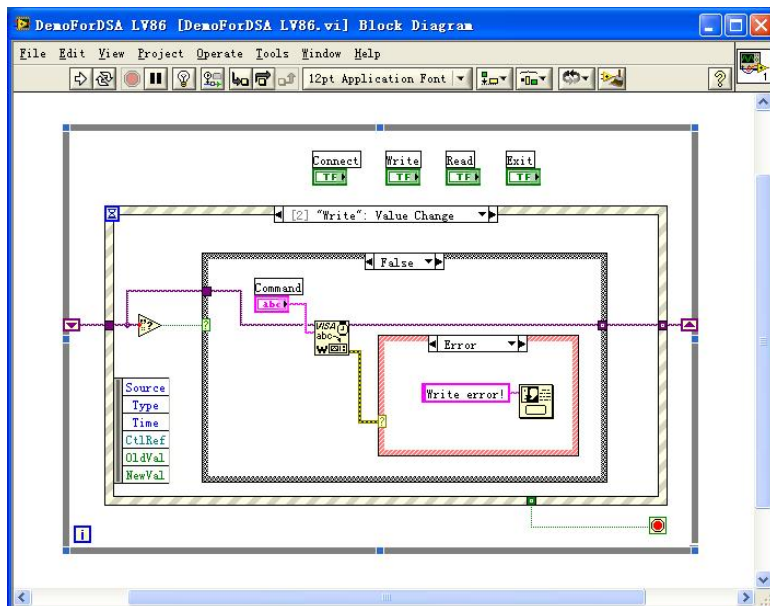 DemoForDSA LV86 [DemoForDSA LV86.vi] Block Diagram
File Edit View Project Operate Tools Window Help
12pt Application Font
?
1
Connect Write Read Exit
TF TF TF TF
[2] "Write": Value Change
False
Command
abc
?
?
VISA
abc
W
Error
Write error!
?
Source
Type
Time
CtlRef
OldVal
NewVal
i